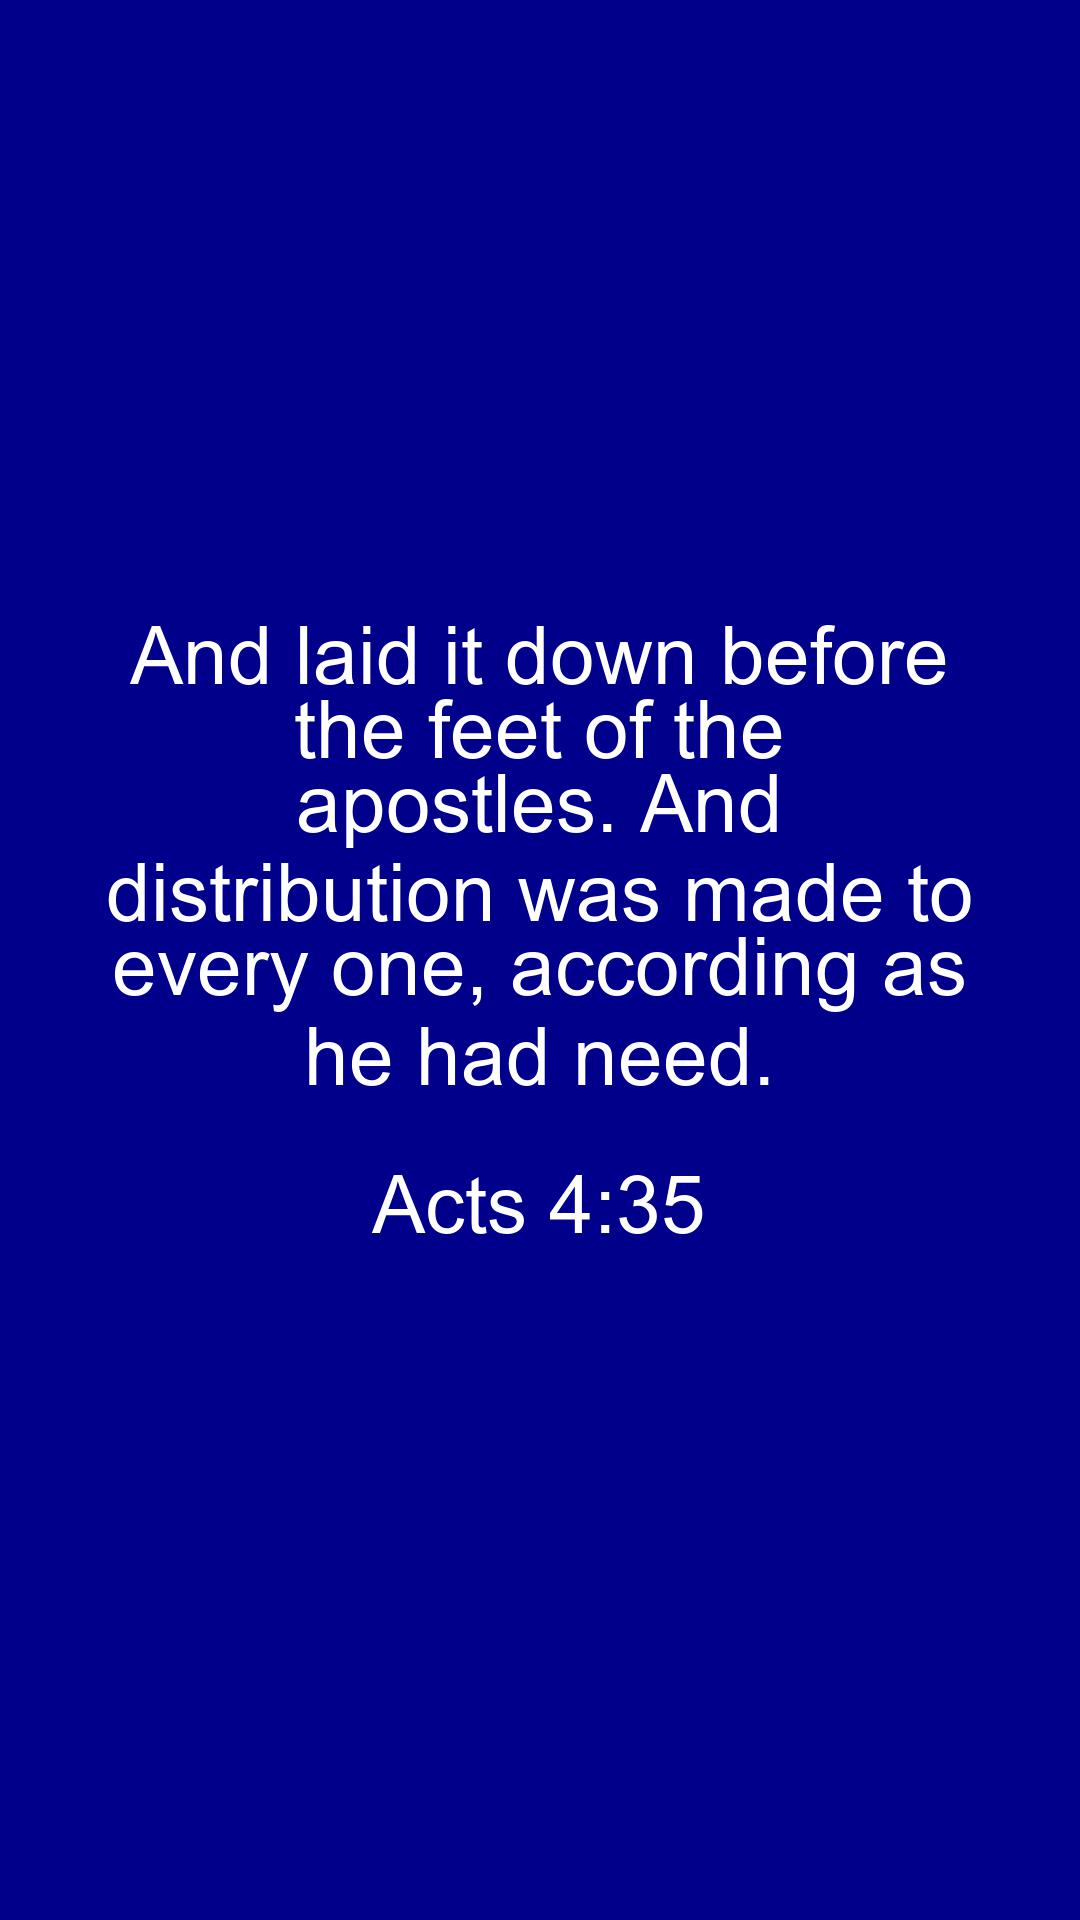 And laid it down before
the feet of the
apostles. And
distribution was made to
every one, according as
he had need.
Acts 4:35